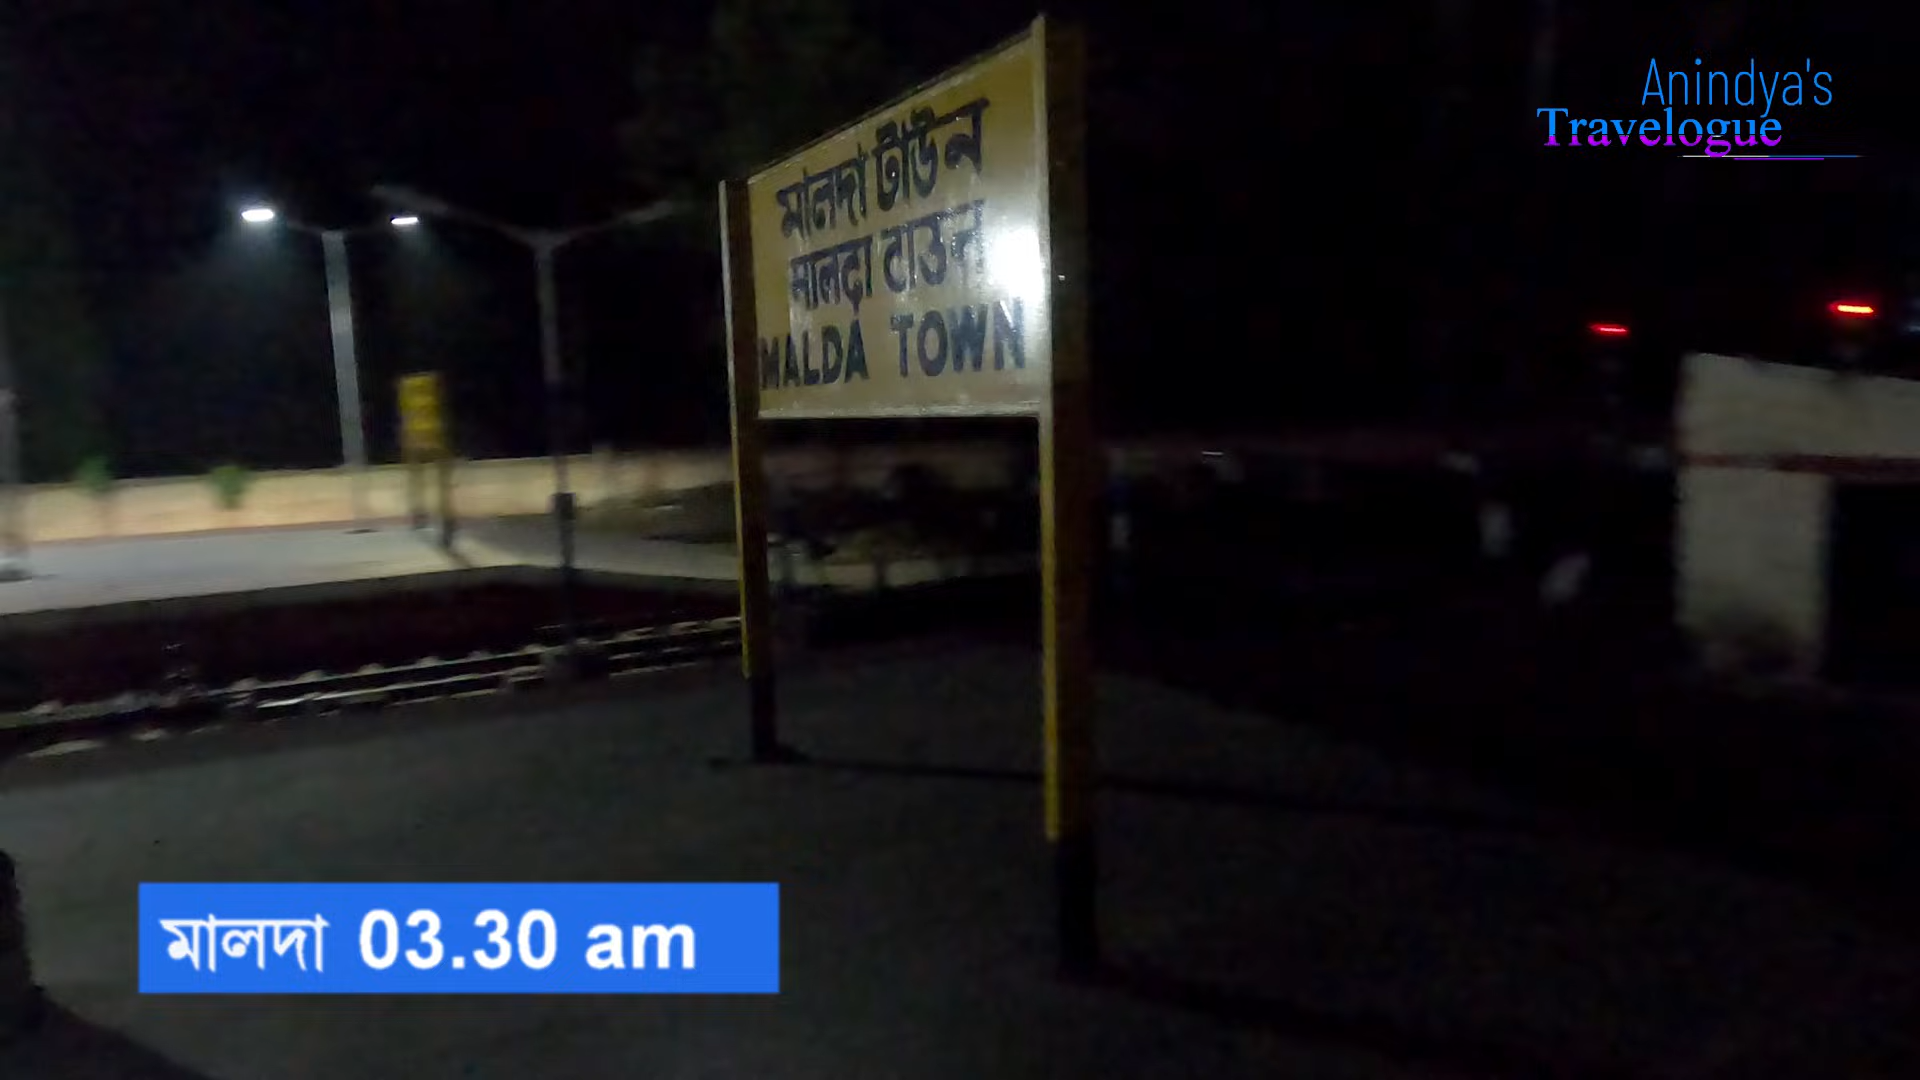 Anindya's
Travelogue
মালদা টাউন
मालदा टाउन
MALDA TOWN
মালদা 03.30 am